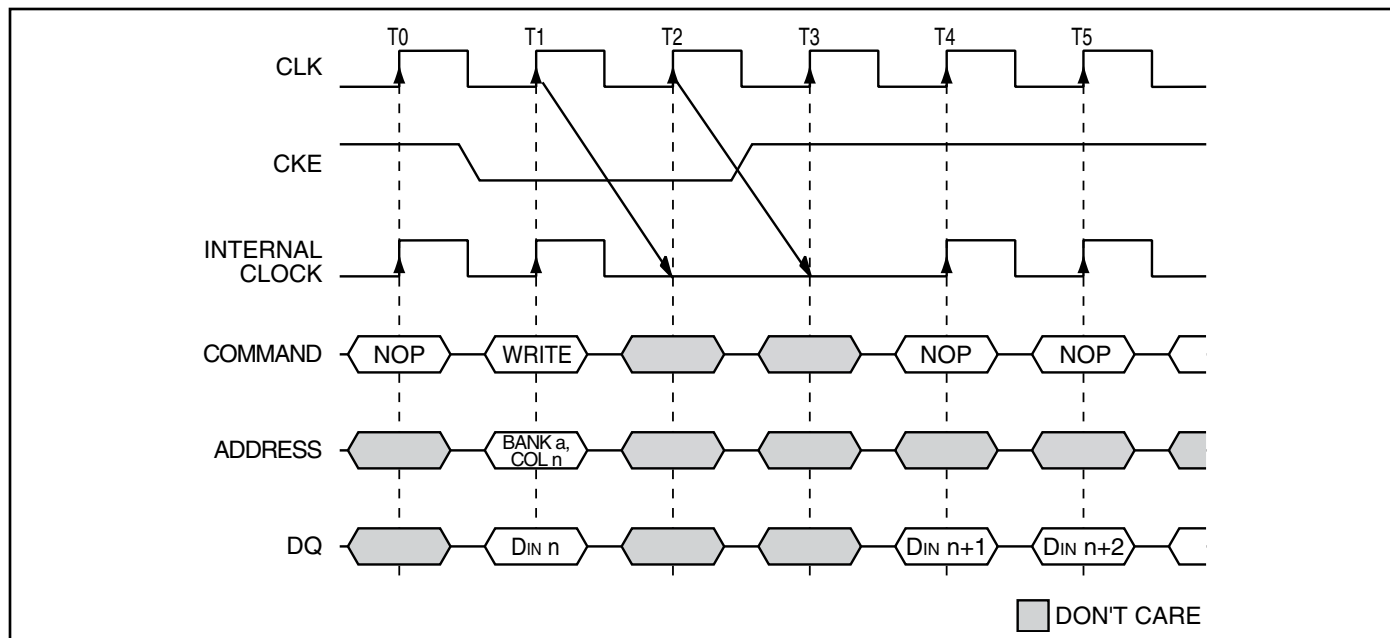 T0 T1 T2 T3 T4 T5
CLK
CKE
INTERNAL
CLOCK
COMMAND NOP WRITE NOP NOP
ADDRESS BANK a,
COL n
DQ DIN n DIN n+1 DIN n+2
DON'T CARE